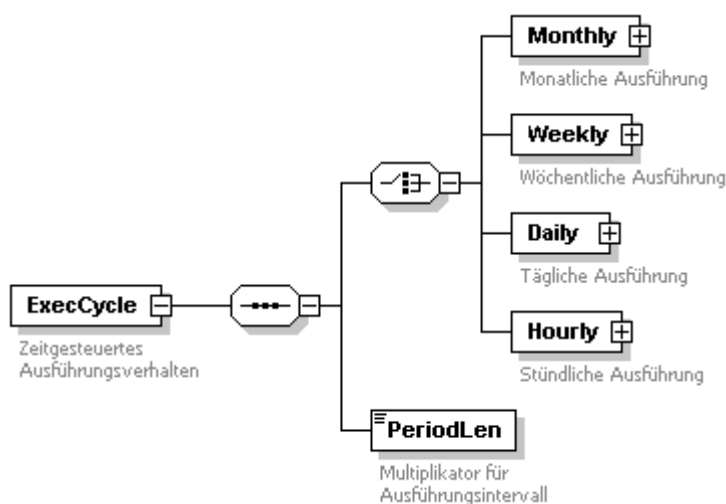 Monthly
Monatliche Ausführung
Weekly
Wöchentliche Ausführung
Daily
Tägliche Ausführung
ExecCycle
Zeitgesteuertes
Ausführungsverhalten
Hourly
Stündliche Ausführung
PeriodLen
Multiplikator für
Ausführungsintervall